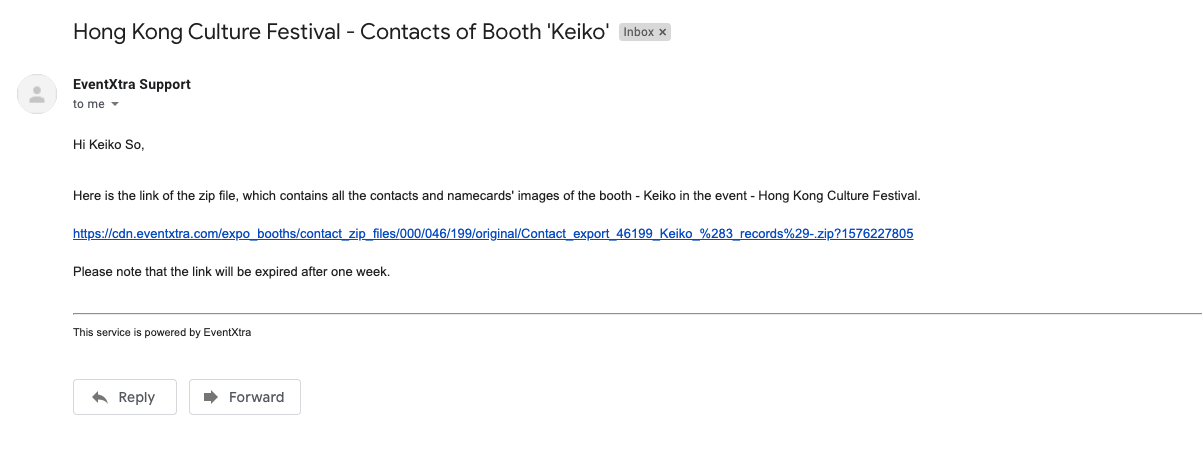 Hong Kong Culture Festival - Contacts of Booth 'Keiko' Inbox ×
EventXtra Support
to me
Hi Keiko So,
Here is the link of the zip file, which contains all the contacts and namecards' images of the booth - Keiko in the event - Hong Kong Culture Festival.
https://cdn.eventxtra.com/expo_booths/contact_zip_files/000/046/199/original/Contact_export_46199_Keiko_%283_records%29-.zip?1576227805
Please note that the link will be expired after one week.
This service is powered by EventXtra
Reply Forward